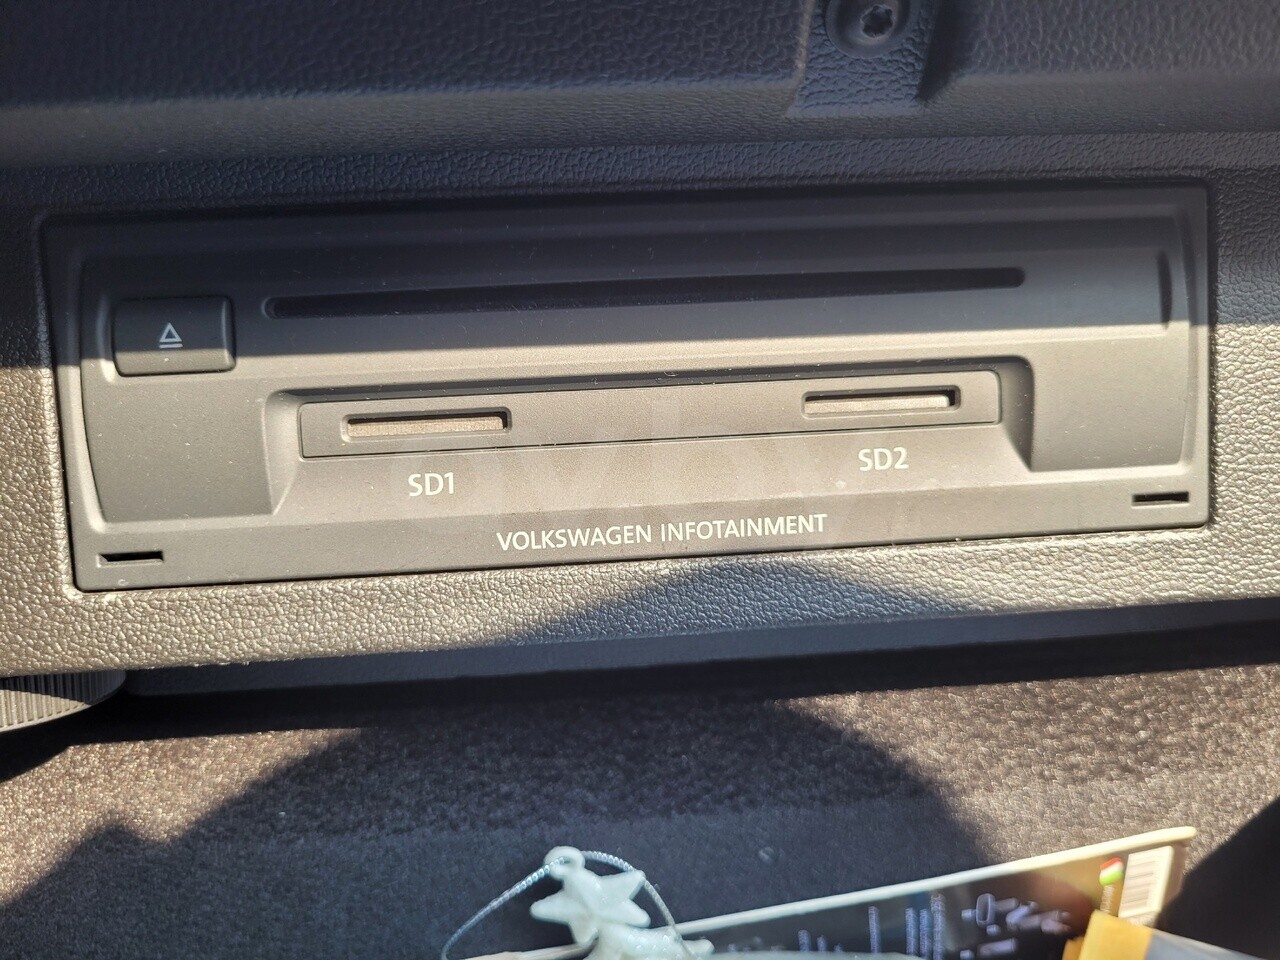 SD1
SD2
VOLKSWAGEN INFOTAINMENT